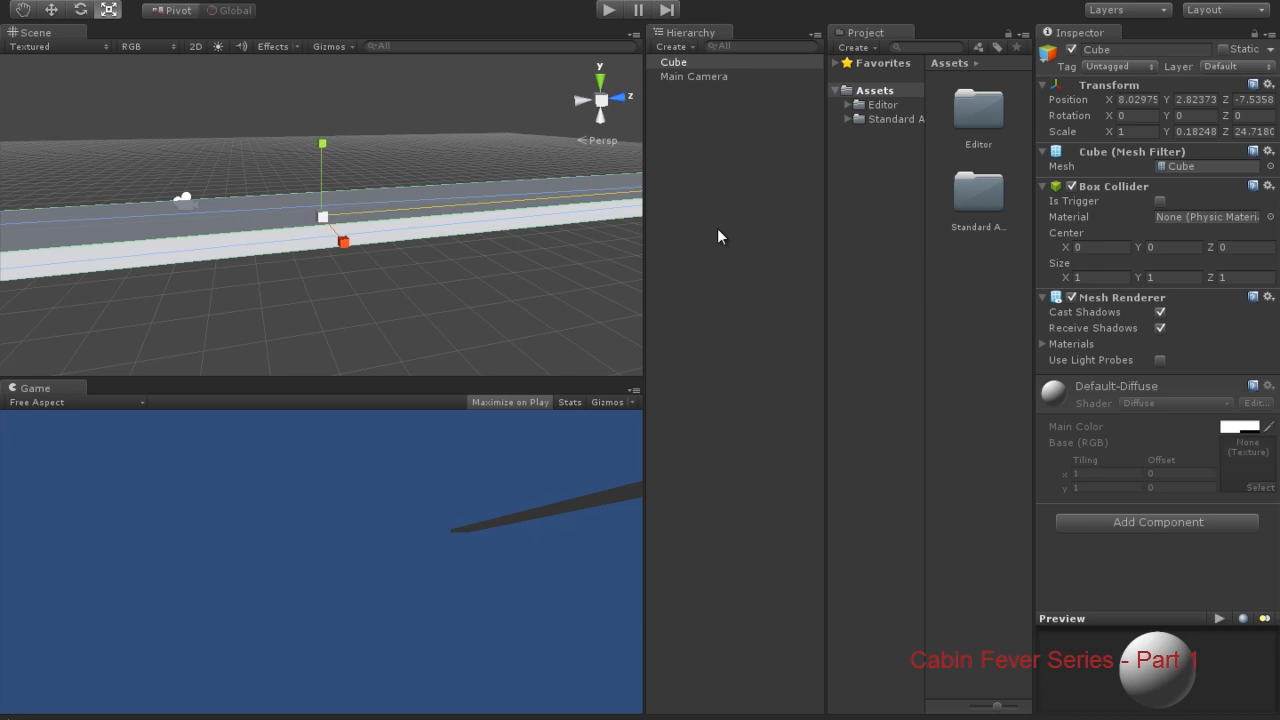 Pivot Global Layers Layout
Scene Hierarchy Project Inspector
Textured RGB 2D Effects Gizmos All
Create All
Create
Cube Static
Tag Untagged Layer Default
Cube
Main Camera
Favorites
Assets
Editor
Standard A
Assets
Editor
Standard A...
y
z
Persp
Transform
Position X 8.02975 Y 2.82373 Z -7.5358
Rotation X 0 Y 0 Z 0
Scale X 1 Y 0.18248 Z 24.7180
Cube (Mesh Filter)
Mesh Cube
Box Collider
Is Trigger
Material None (Physic Materi
Center
X 0 Y 0 Z 0
Size
X 1 Y 1 Z 1
Mesh Renderer
Cast Shadows
Receive Shadows
Materials
Use Light Probes
Default-Diffuse
Shader Diffuse Edit...
Main Color
Base (RGB)
None
(Texture)
Tiling Offset
x 1 0
y 1 0
Select
Add Component
Preview
Game
Free Aspect Maximize on Play Stats Gizmos
Cabin Fever Series - Part 1